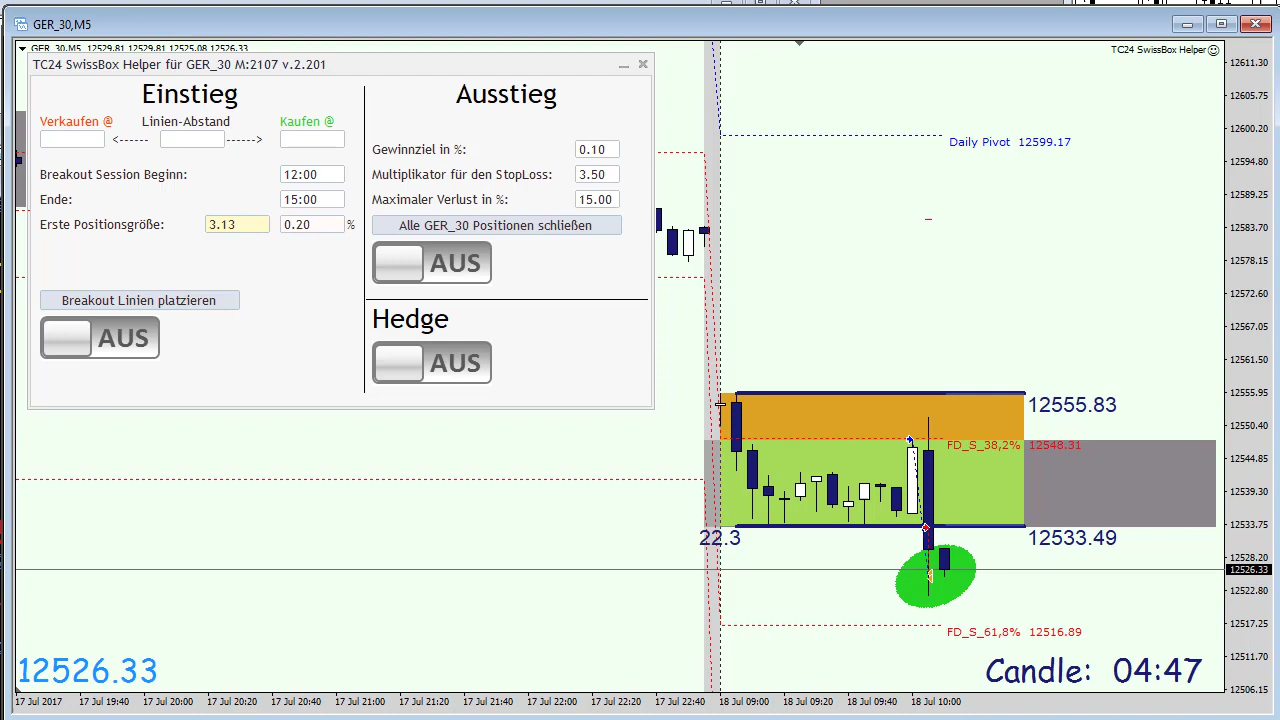 GER_30,M5
GER_30,M5 12529.81 12529.81 12525.08 12526.33
TC24 SwissBox Helper
TC24 SwissBox Helper für GER_30 M:2107 v.2.201
Einstieg
Verkaufen @ Linien-Abstand Kaufen @
<------ ------>
Breakout Session Beginn: 12:00
Ende: 15:00
Erste Positionsgröße: 3.13 0.20 %
Breakout Linien platzieren
AUS
Ausstieg
Gewinnziel in %: 0.10
Multiplikator für den StopLoss: 3.50
Maximaler Verlust in %: 15.00
Alle GER_30 Positionen schließen
AUS
Hedge
AUS
Daily Pivot 12599.17
12555.83
FD_S_38,2% 12548.31
22.3
12533.49
FD_S_61,8% 12516.89
12526.33
Candle: 04:47
12611.30
12605.75
12600.20
12594.80
12589.25
12583.70
12578.15
12572.60
12567.05
12561.50
12555.95
12550.40
12544.85
12539.30
12533.75
12528.20
12526.33
12522.80
12517.25
12511.70
12506.15
17 Jul 2017 17 Jul 19:40 17 Jul 20:00 17 Jul 20:20 17 Jul 20:40 17 Jul 21:00 17 Jul 21:20 17 Jul 21:40 17 Jul 22:00 17 Jul 22:20 17 Jul 22:40 18 Jul 09:00 18 Jul 09:20 18 Jul 09:40 18 Jul 10:00